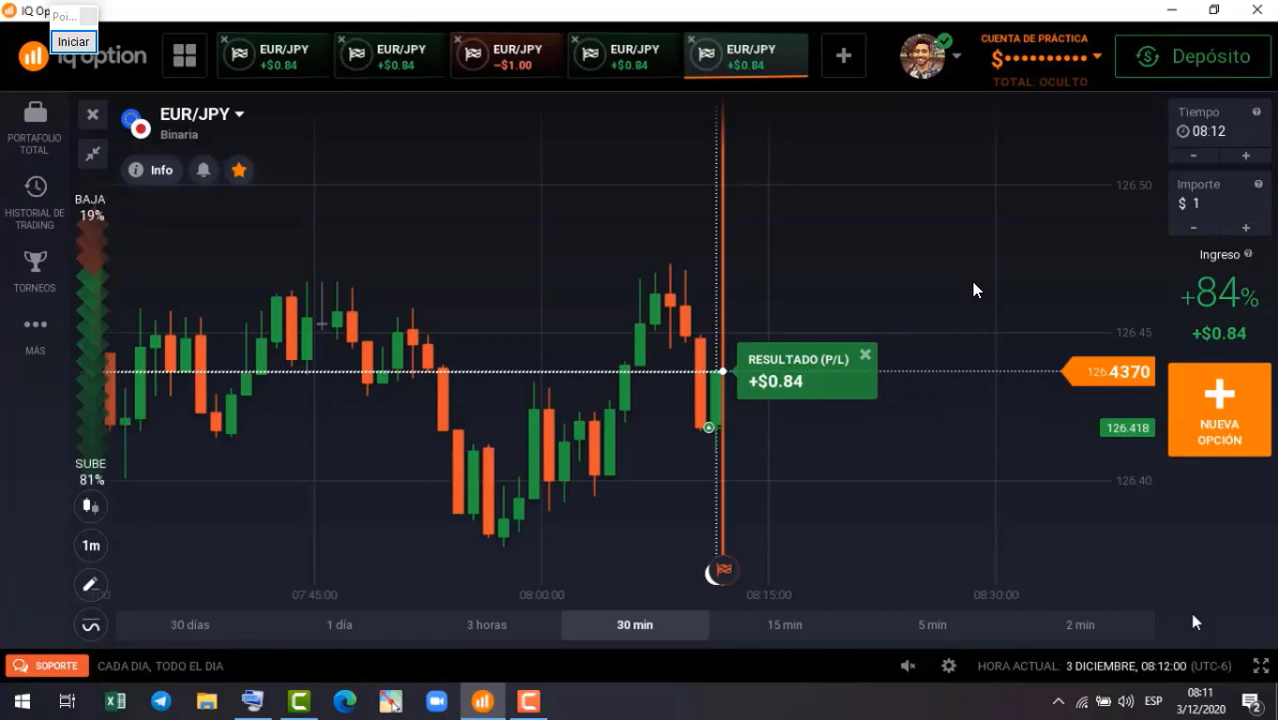 IQ Op
Poi...
Iniciar
iq option
EUR/JPY
+$0.84
EUR/JPY
+$0.84
EUR/JPY
−$1.00
EUR/JPY
+$0.84
EUR/JPY
+$0.84
CUENTA DE PRÁCTICA
$••••••••••
TOTAL OCULTO
Depósito
PORTAFOLIO
TOTAL
HISTORIAL DE
TRADING
TORNEOS
MÁS
EUR/JPY
Binaria
Info
BAJA
19%
SUBE
81%
1m
RESULTADO (P/L)
+$0.84
126.50
126.45
126.4370
126.418
126.40
07:45:00
08:00:00
08:15:00
08:30:00
30 días
1 día
3 horas
30 min
15 min
5 min
2 min
Tiempo
08:12
- +
Importe
$ 1
- +
Ingreso
+84%
+$0.84
NUEVA
OPCIÓN
SOPORTE
CADA DIA, TODO EL DIA
HORA ACTUAL: 3 DICIEMBRE, 08:12:00 (UTC-6)
ESP
08:11
3/12/2020
2